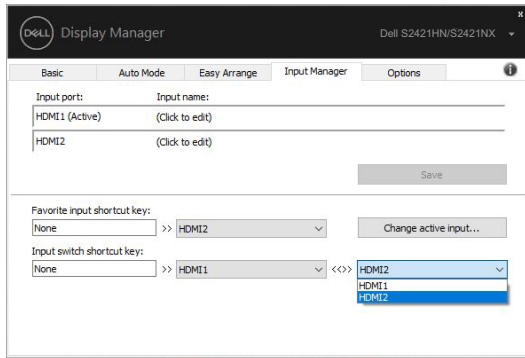 DELL Display Manager Dell S2421HN/S2421NX
x
Basic Auto Mode Easy Arrange Input Manager Options
Input port: Input name:
HDMI1 (Active) (Click to edit)
HDMI2 (Click to edit)
Save
Favorite input shortcut key:
None >> HDMI2 Change active input...
Input switch shortcut key:
None >> HDMI1 <<>> HDMI2
HDMI1
HDMI2